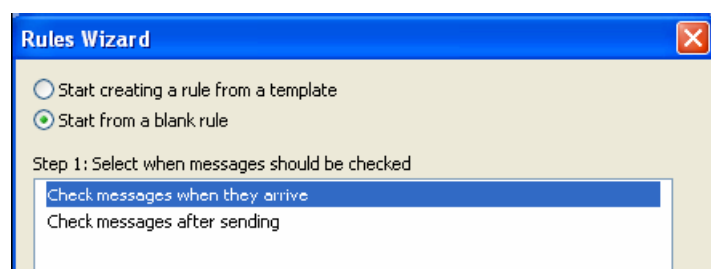 Rules Wizard
Start creating a rule from a template
Start from a blank rule
Step 1: Select when messages should be checked
Check messages when they arrive
Check messages after sending